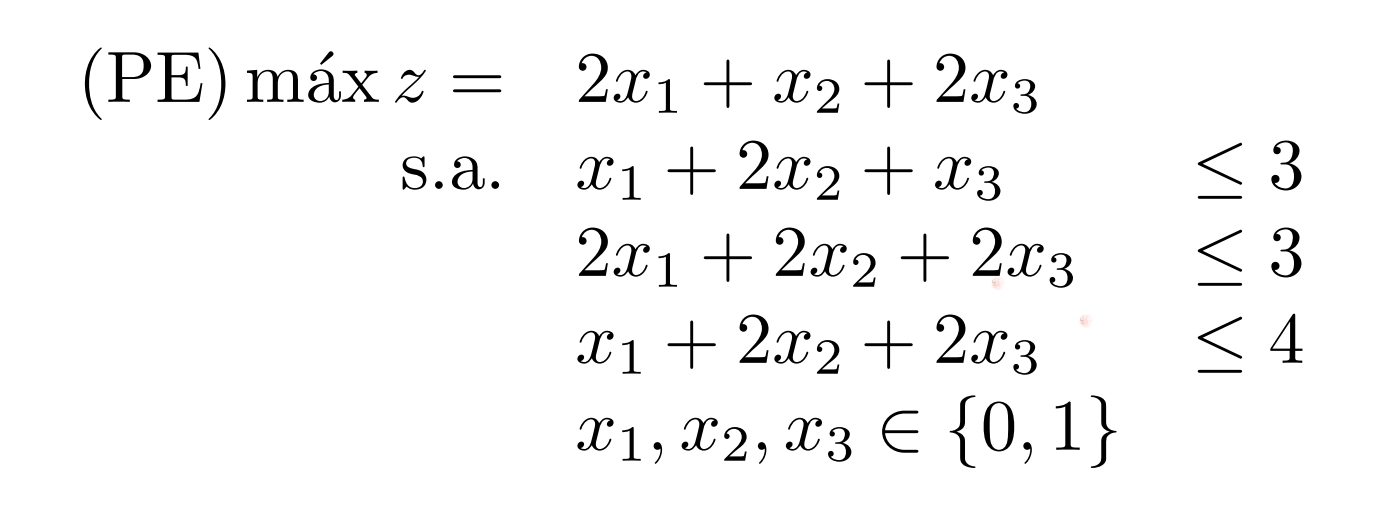 (PE) máx z = 2x₁ + x₂ + 2x₃
s.a. x₁ + 2x₂ + x₃ ≤ 3
2x₁ + 2x₂ + 2x₃ ≤ 3
x₁ + 2x₂ + 2x₃ ≤ 4
x₁, x₂, x₃ ∈ {0, 1}